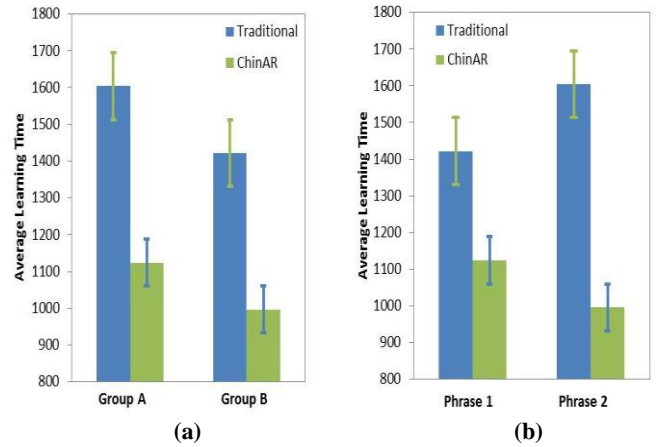 Average Learning Time
1800
1700
1600
1500
1400
1300
1200
1100
1000
900
800
Traditional
ChinAR
Group A
Group B
(a)
Average Learning Time
1800
1700
1600
1500
1400
1300
1200
1100
1000
900
800
Traditional
ChinAR
Phrase 1
Phrase 2
(b)